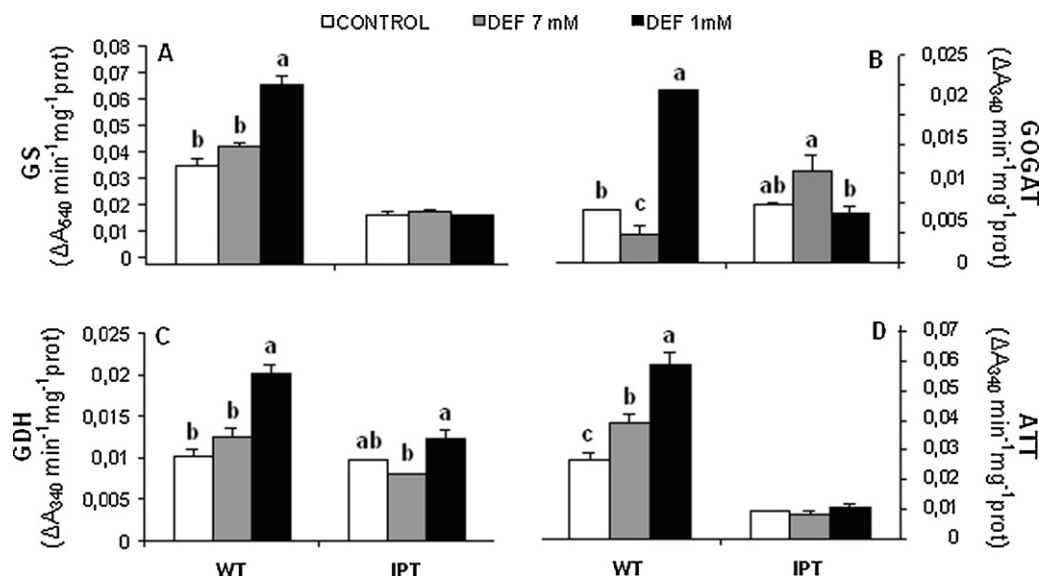 CONTROL DEF 7 mM DEF 1mM
A
0,08
0,07
0,06
0,05
0,04
0,03
0,02
0,01
0
GS
(ΔA640 min-1mg-1prot)
b b a
B
0,025
0,02
0,015
0,01
0,005
0
GOGAT
(ΔA340 min-1mg-1prot)
b c a ab a b
C
0,025
0,02
0,015
0,01
0,005
0
GDH
(ΔA340 min-1mg-1prot)
b b a ab b a
WT IPT
D
0,07
0,06
0,05
0,04
0,03
0,02
0,01
0
ATT
(ΔA340 min-1mg-1prot)
c b a
WT IPT